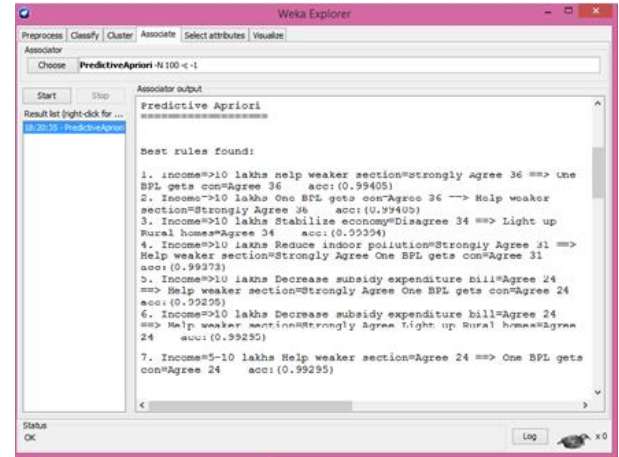 Weka Explorer
Preprocess Classify Cluster Associate Select attributes Visualize
Associator
Choose PredictiveApriori -N 100 -c -1
Start Stop
Associator output
Result list (right-click for ...
18:20:35 - PredictiveApriori
Predictive Apriori
===================
Best rules found:
1. Income=>10 lakhs Help weaker section=Strongly Agree 36 ==> One
BPL gets con=Agree 36 acc:(0.99405)
2. Income=>10 lakhs One BPL gets con=Agree 36 ==> Help weaker
section=Strongly Agree 36 acc:(0.99405)
3. Income=>10 lakhs Stabilize economy=Disagree 34 ==> Light up
Rural homes=Agree 34 acc:(0.99394)
4. Income=>10 lakhs Reduce indoor pollution=Strongly Agree 31 ==>
Help weaker section=Strongly Agree One BPL gets con=Agree 31
acc:(0.99373)
5. Income=>10 lakhs Decrease subsidy expenditure bill=Agree 24
==> Help weaker section=Strongly Agree One BPL gets con=Agree 24
acc:(0.99295)
6. Income=>10 lakhs Decrease subsidy expenditure bill=Agree 24
==> Help weaker section=Strongly Agree Light up Rural homes=Agree
24 acc:(0.99295)
7. Income=5-10 lakhs Help weaker section=Agree 24 ==> One BPL gets
con=Agree 24 acc:(0.99295)
Status
OK
Log
x 0